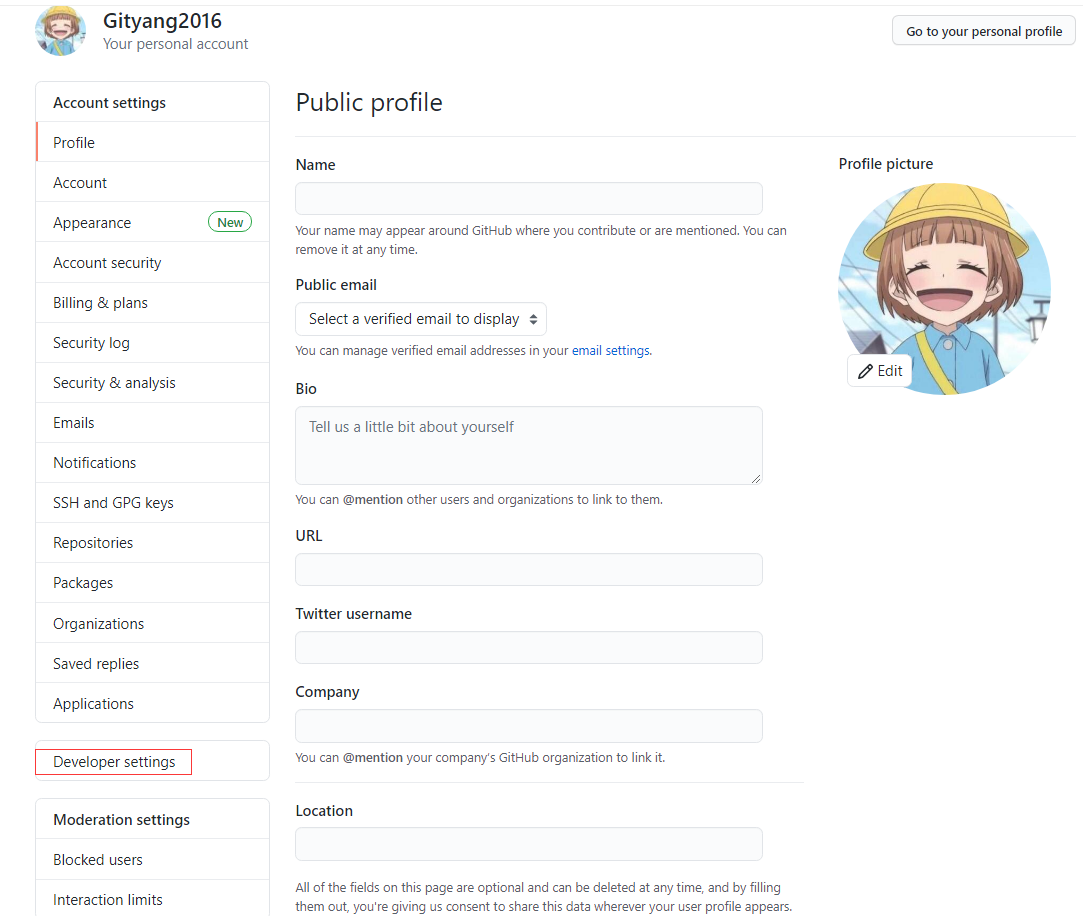 Gityang2016
Your personal account
Go to your personal profile
Account settings
Profile
Account
Appearance
New
Account security
Billing & plans
Security log
Security & analysis
Emails
Notifications
SSH and GPG keys
Repositories
Packages
Organizations
Saved replies
Applications
Developer settings
Moderation settings
Blocked users
Interaction limits
Public profile
Name
Your name may appear around GitHub where you contribute or are mentioned. You can
remove it at any time.
Public email
Select a verified email to display
You can manage verified email addresses in your email settings.
Bio
Tell us a little bit about yourself
You can @mention other users and organizations to link to them.
URL
Twitter username
Company
You can @mention your company's GitHub organization to link it.
Location
All of the fields on this page are optional and can be deleted at any time, and by filling
them out, you're giving us consent to share this data wherever your user profile appears.
Profile picture
Edit